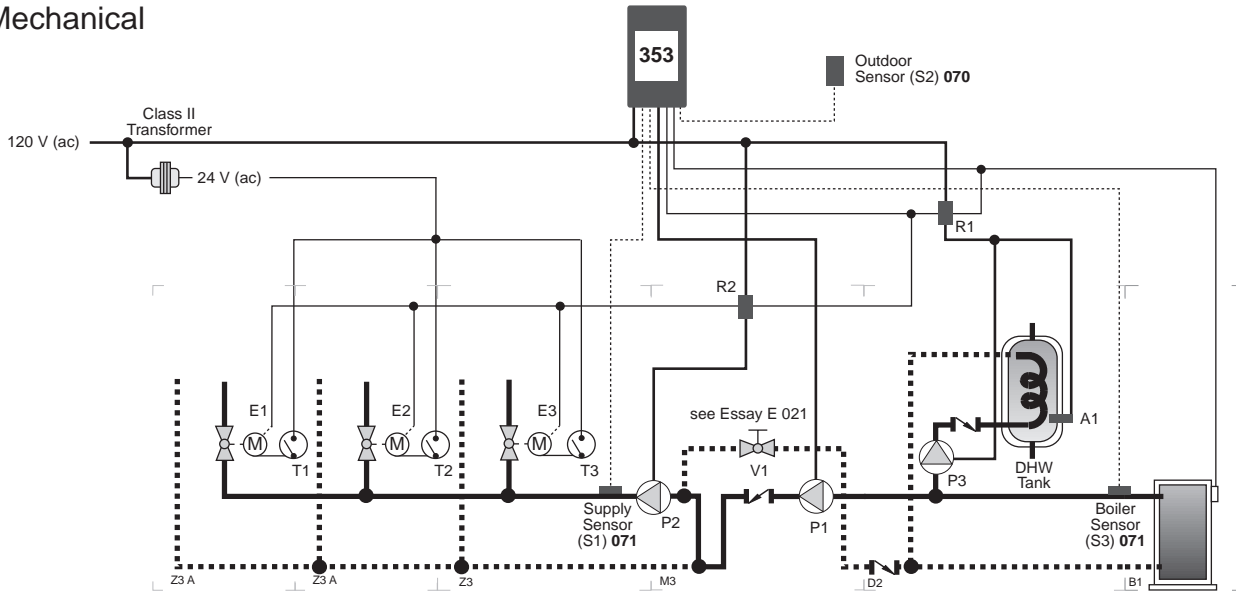 Mechanical
353
Outdoor
Sensor (S2) 070
Class II
Transformer
120 V (ac)
24 V (ac)
R1
R2
E1
E2
E3
M
M
M
T1
T2
T3
see Essay E 021
V1
A1
P3
DHW
Tank
P2
P1
Supply
Sensor
(S1) 071
Boiler
Sensor
(S3) 071
Z3 A
Z3 A
Z3
M3
D2
B1